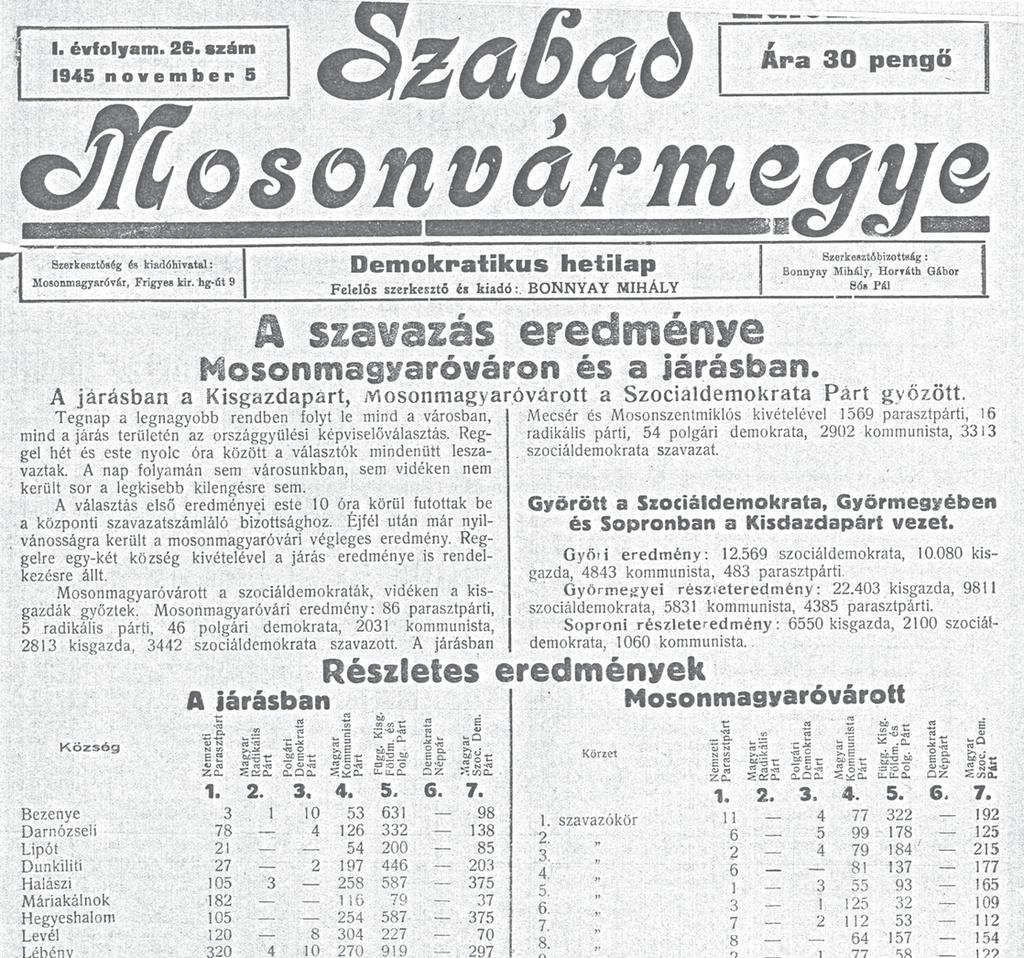 I. évfolyam. 26. szám
1945 november 5
Szabad
Ára 30 pengő
Mosonvármegye
Szerkesztőség és kiadóhivatal:
Mosonmagyaróvár, Frigyes kir. hg-út 9
Demokratikus hetilap
Felelős szerkesztő és kiadó: BONNYAY MIHÁLY
Szerkesztőbizottság:
Bonnyay Mihály, Horváth Gábor
Sós Pál
A szavazás eredménye
Mosonmagyaróváron és a járásban.
A járásban a Kisgazdapárt, Mosonmagyaróvárott a Szociáldemokrata Párt győzött.
Tegnap a legnagyobb rendben folyt le mind a városban,
mind a járás területén az országgyülési képviselőválasztás. Reg-
gel hét és este nyolc óra között a választók mindenütt lesza-
vaztak. A nap folyamán sem városunkban, sem vidéken nem
került sor a legkisebb kilengésre sem.
A választás első eredményei este 10 óra körül futottak be
a központi szavazatszámláló bizottsághoz. Éjfél után már nyil-
vánosságra került a mosonmagyaróvári végleges eredmény. Reg-
gelre egy-két község kivételével a járás eredménye is rendel-
kezésre állt.
Mosonmagyaróvárott a szociáldemokraták, vidéken a kis-
gazdák győztek. Mosonmagyaróvári eredmény: 86 parasztpárti,
5 radikális párti, 46 polgári demokrata, 2031 kommunista,
2813 kisgazda, 3442 szociáldemokrata szavazott. A járásban
Mecsér és Mosonszentmiklós kivételével 1569 parasztpárti, 16
radikális párti, 54 polgári demokrata, 2902 kommunista, 3313
szociáldemokrata szavazat.
Győrött a Szociáldemokrata, Győrmegyében
és Sopronban a Kisdazdapárt vezet.
Győri eredmény: 12.569 szociáldemokrata, 10.080 kis-
gazda, 4843 kommunista, 483 parasztpárti.
Győrmegyei részleteredmény: 22.403 kisgazda, 9811
szociáldemokrata, 5831 kommunista, 4385 parasztpárti.
Soproni részleteredmény: 6550 kisgazda, 2100 szociál-
demokrata, 1060 kommunista.
Részletes eredmények
A járásban
Község
Nemzeti Parasztpárt
Magyar Radikális Párt
Polgári Demokrata Párt
Magyar Kommunista Párt
Függ. Kisg. Földm. és Polg. Párt
Demokrata Néppár
Magyar Szoc. Dem. Párt
1. 2. 3. 4. 5. 6. 7.
Bezenye 3 1 10 53 631 — 98
Darnózseli 78 — 4 126 332 — 138
Lipót 21 — — 54 200 — 85
Dunkiliti 27 — 2 197 446 — 203
Halászi 105 3 — 258 587 — 375
Máriakálnok 182 — — 116 79 — 37
Hegyeshalom 105 — — 254 587 — 375
Levél 120 — 8 304 227 — 70
Lébény 320 4 10 270 919 — 297
Mosonmagyaróvárott
Körzet
Nemzeti Parasztpárt
Magyar Radikális Párt
Polgári Demokrata Párt
Magyar Kommunista Párt
Függ. Kisg. Földm. és Polg. Párt
Demokrata Néppárt
Magyar Szoc. Dem. Párt
1. 2. 3. 4. 5. 6. 7.
1. szavazókör 11 — 4 77 322 — 192
2. " 6 — 5 99 178 — 125
3. " 2 — 4 79 184 — 215
4. " 6 — — 81 137 — 177
5. " 1 — 3 55 93 — 165
6. " 3 — 1 125 32 — 109
7. " 7 — 2 112 53 — 112
8. " 8 — — 64 157 — 154
2 — 1 77 58 — 122